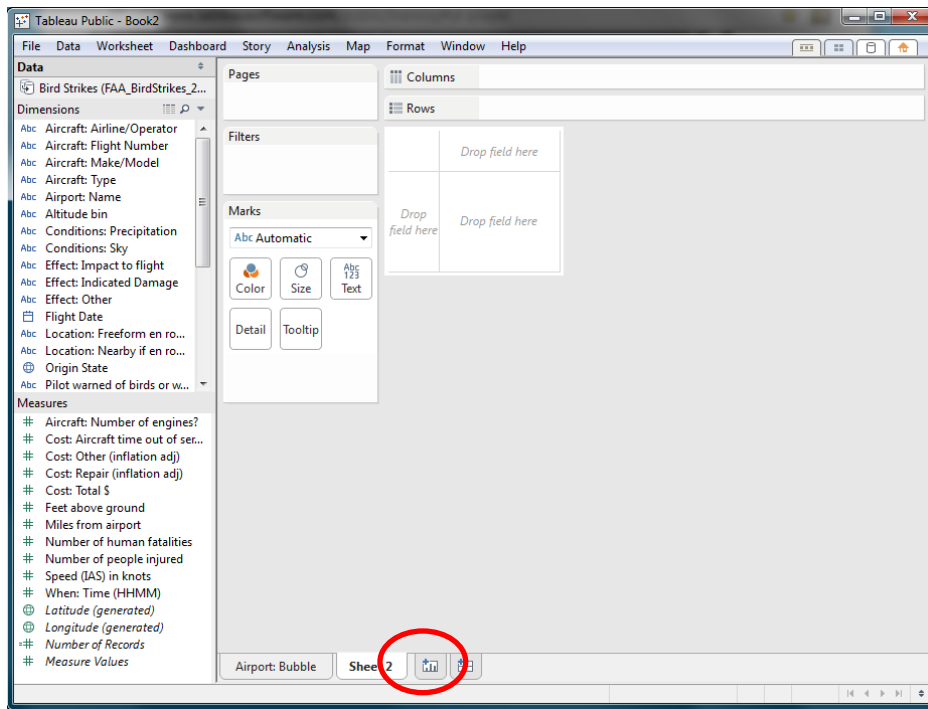 Tableau Public - Book2
File Data Worksheet Dashboard Story Analysis Map Format Window Help
Data
Bird Strikes (FAA_BirdStrikes_2...
Dimensions
Abc Aircraft: Airline/Operator
Abc Aircraft: Flight Number
Abc Aircraft: Make/Model
Abc Aircraft: Type
Abc Airport: Name
Abc Altitude bin
Abc Conditions: Precipitation
Abc Conditions: Sky
Abc Effect: Impact to flight
Abc Effect: Indicated Damage
Abc Effect: Other
Flight Date
Abc Location: Freeform en ro...
Abc Location: Nearby if en ro...
Origin State
Abc Pilot warned of birds or w...
Measures
# Aircraft: Number of engines?
# Cost: Aircraft time out of ser...
# Cost: Other (inflation adj)
# Cost: Repair (inflation adj)
# Cost: Total $
# Feet above ground
# Miles from airport
# Number of human fatalities
# Number of people injured
# Speed (IAS) in knots
# When: Time (HHMM)
Latitude (generated)
Longitude (generated)
=# Number of Records
# Measure Values
Pages
Filters
Marks
Abc Automatic
Color Size Abc 123 Text
Detail Tooltip
Columns
Rows
Drop field here
Drop field here
Drop field here
Airport: Bubble Sheet 2